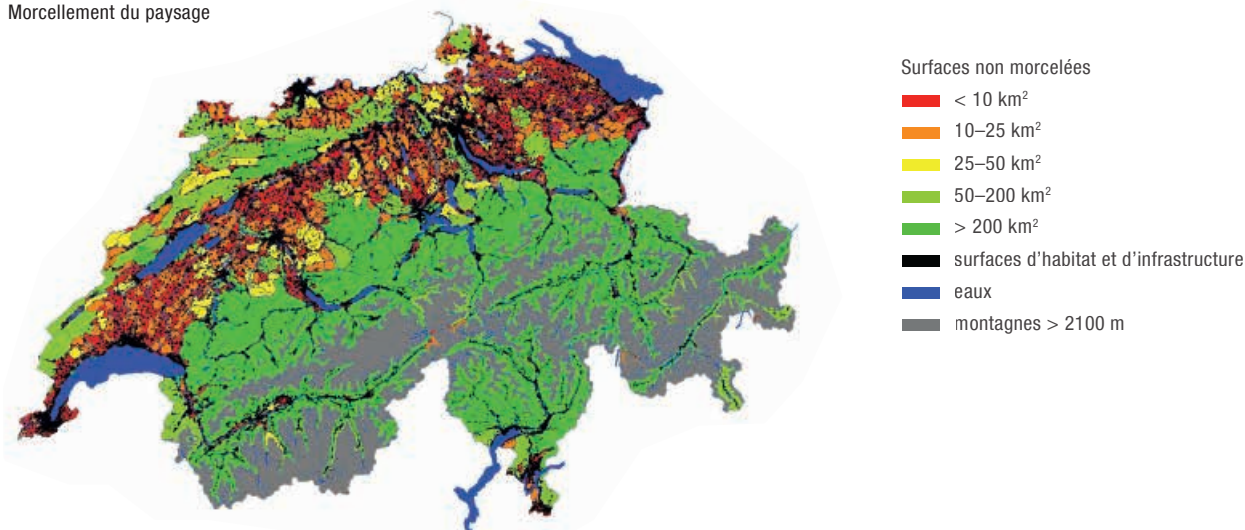 Morcellement du paysage
Surfaces non morcelées
< 10 km²
10–25 km²
25–50 km²
50–200 km²
> 200 km²
surfaces d'habitat et d'infrastructure
eaux
montagnes > 2100 m